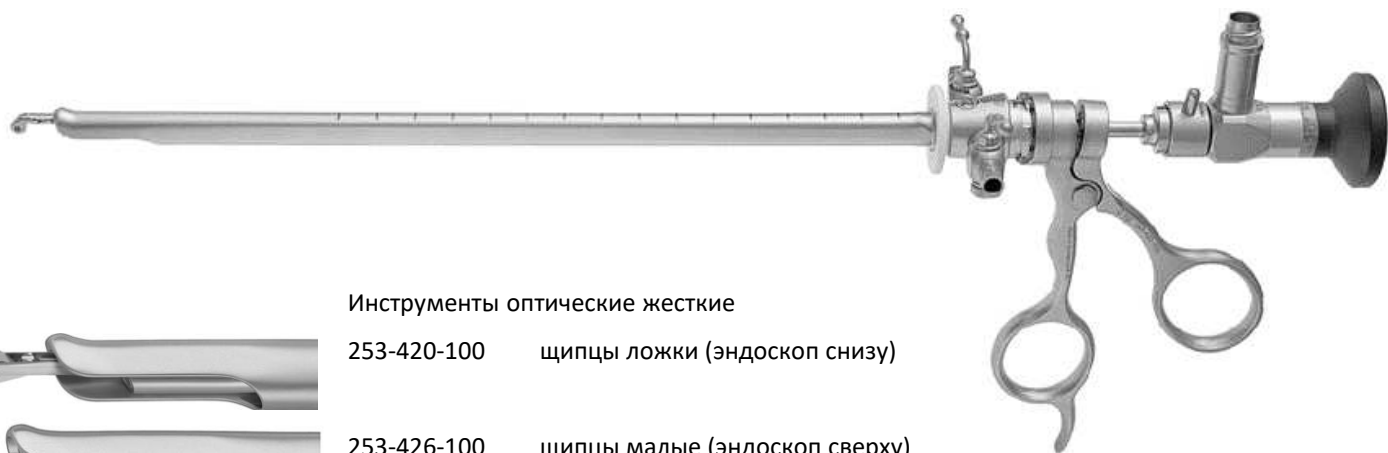 Инструменты оптические жесткие
253-420-100 щипцы ложки (эндоскоп снизу)
253-426-100 щипцы малые (эндоскоп сверху)